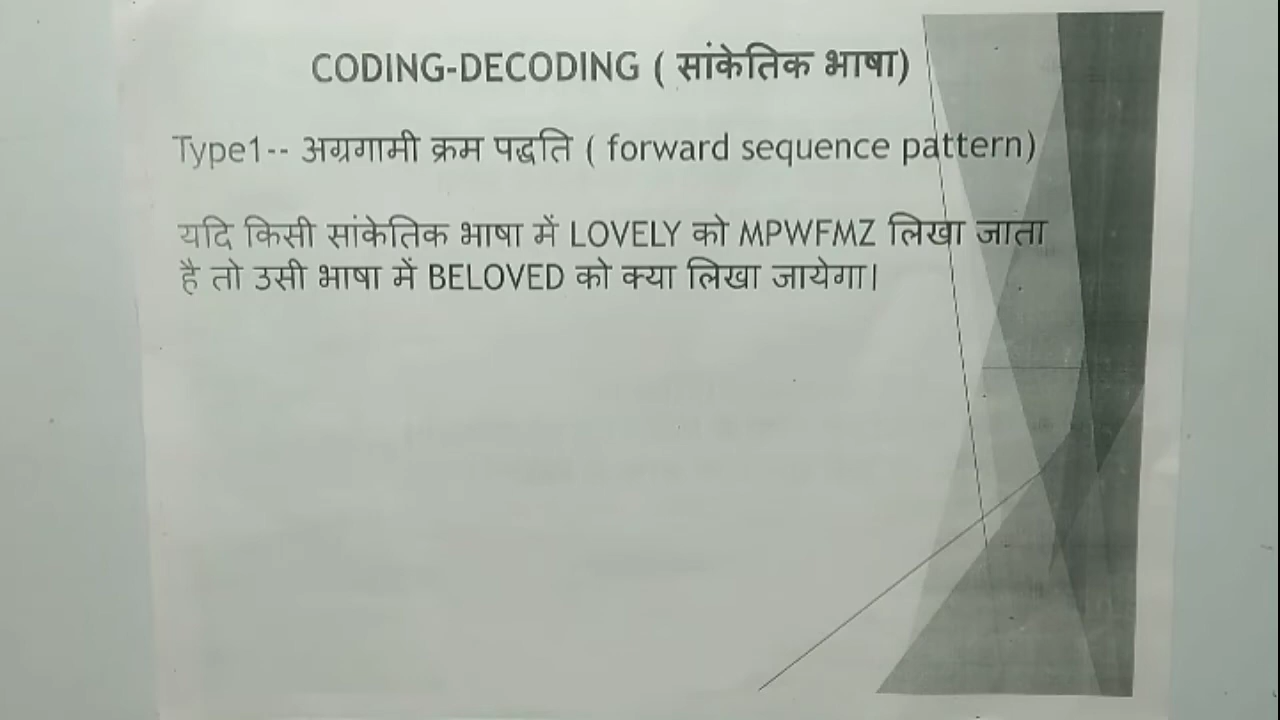 CODING-DECODING ( सांकेतिक भाषा)
Type1-- अग्रगामी क्रम पद्धति ( forward sequence pattern)
यदि किसी सांकेतिक भाषा में LOVELY को MPWFMZ लिखा जाता
है तो उसी भाषा में BELOVED को क्या लिखा जायेगा।